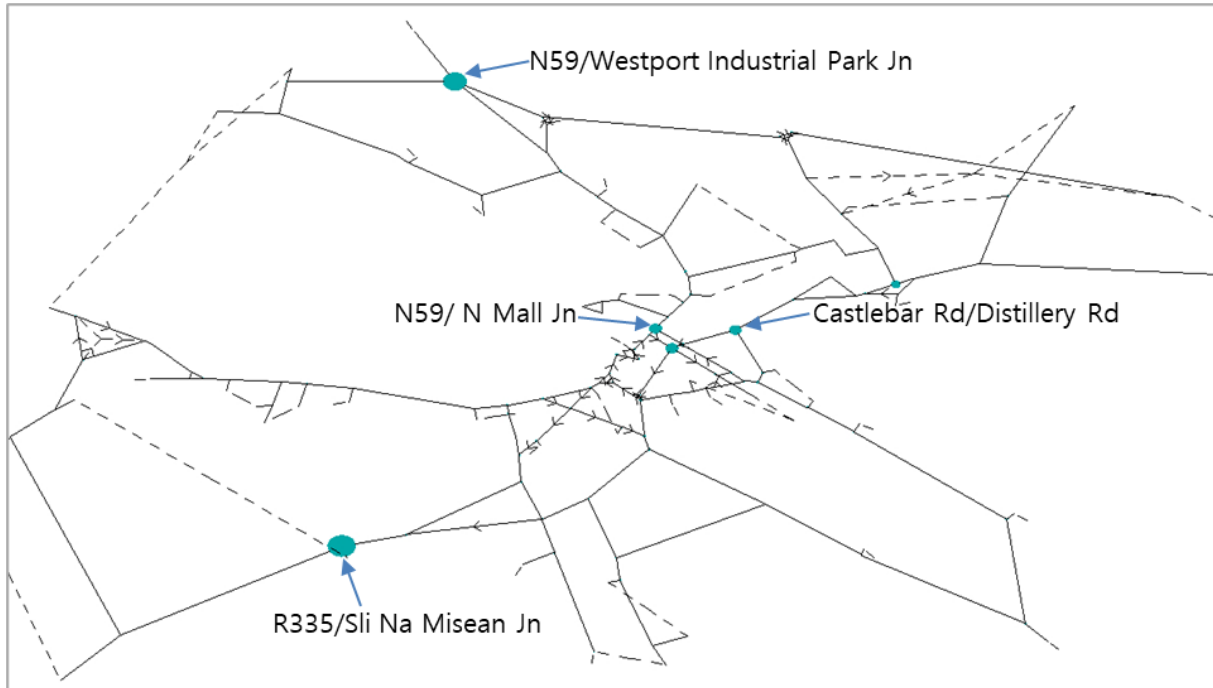 N59/Westport Industrial Park Jn
N59/ N Mall Jn
Castlebar Rd/Distillery Rd
R335/Sli Na Misean Jn